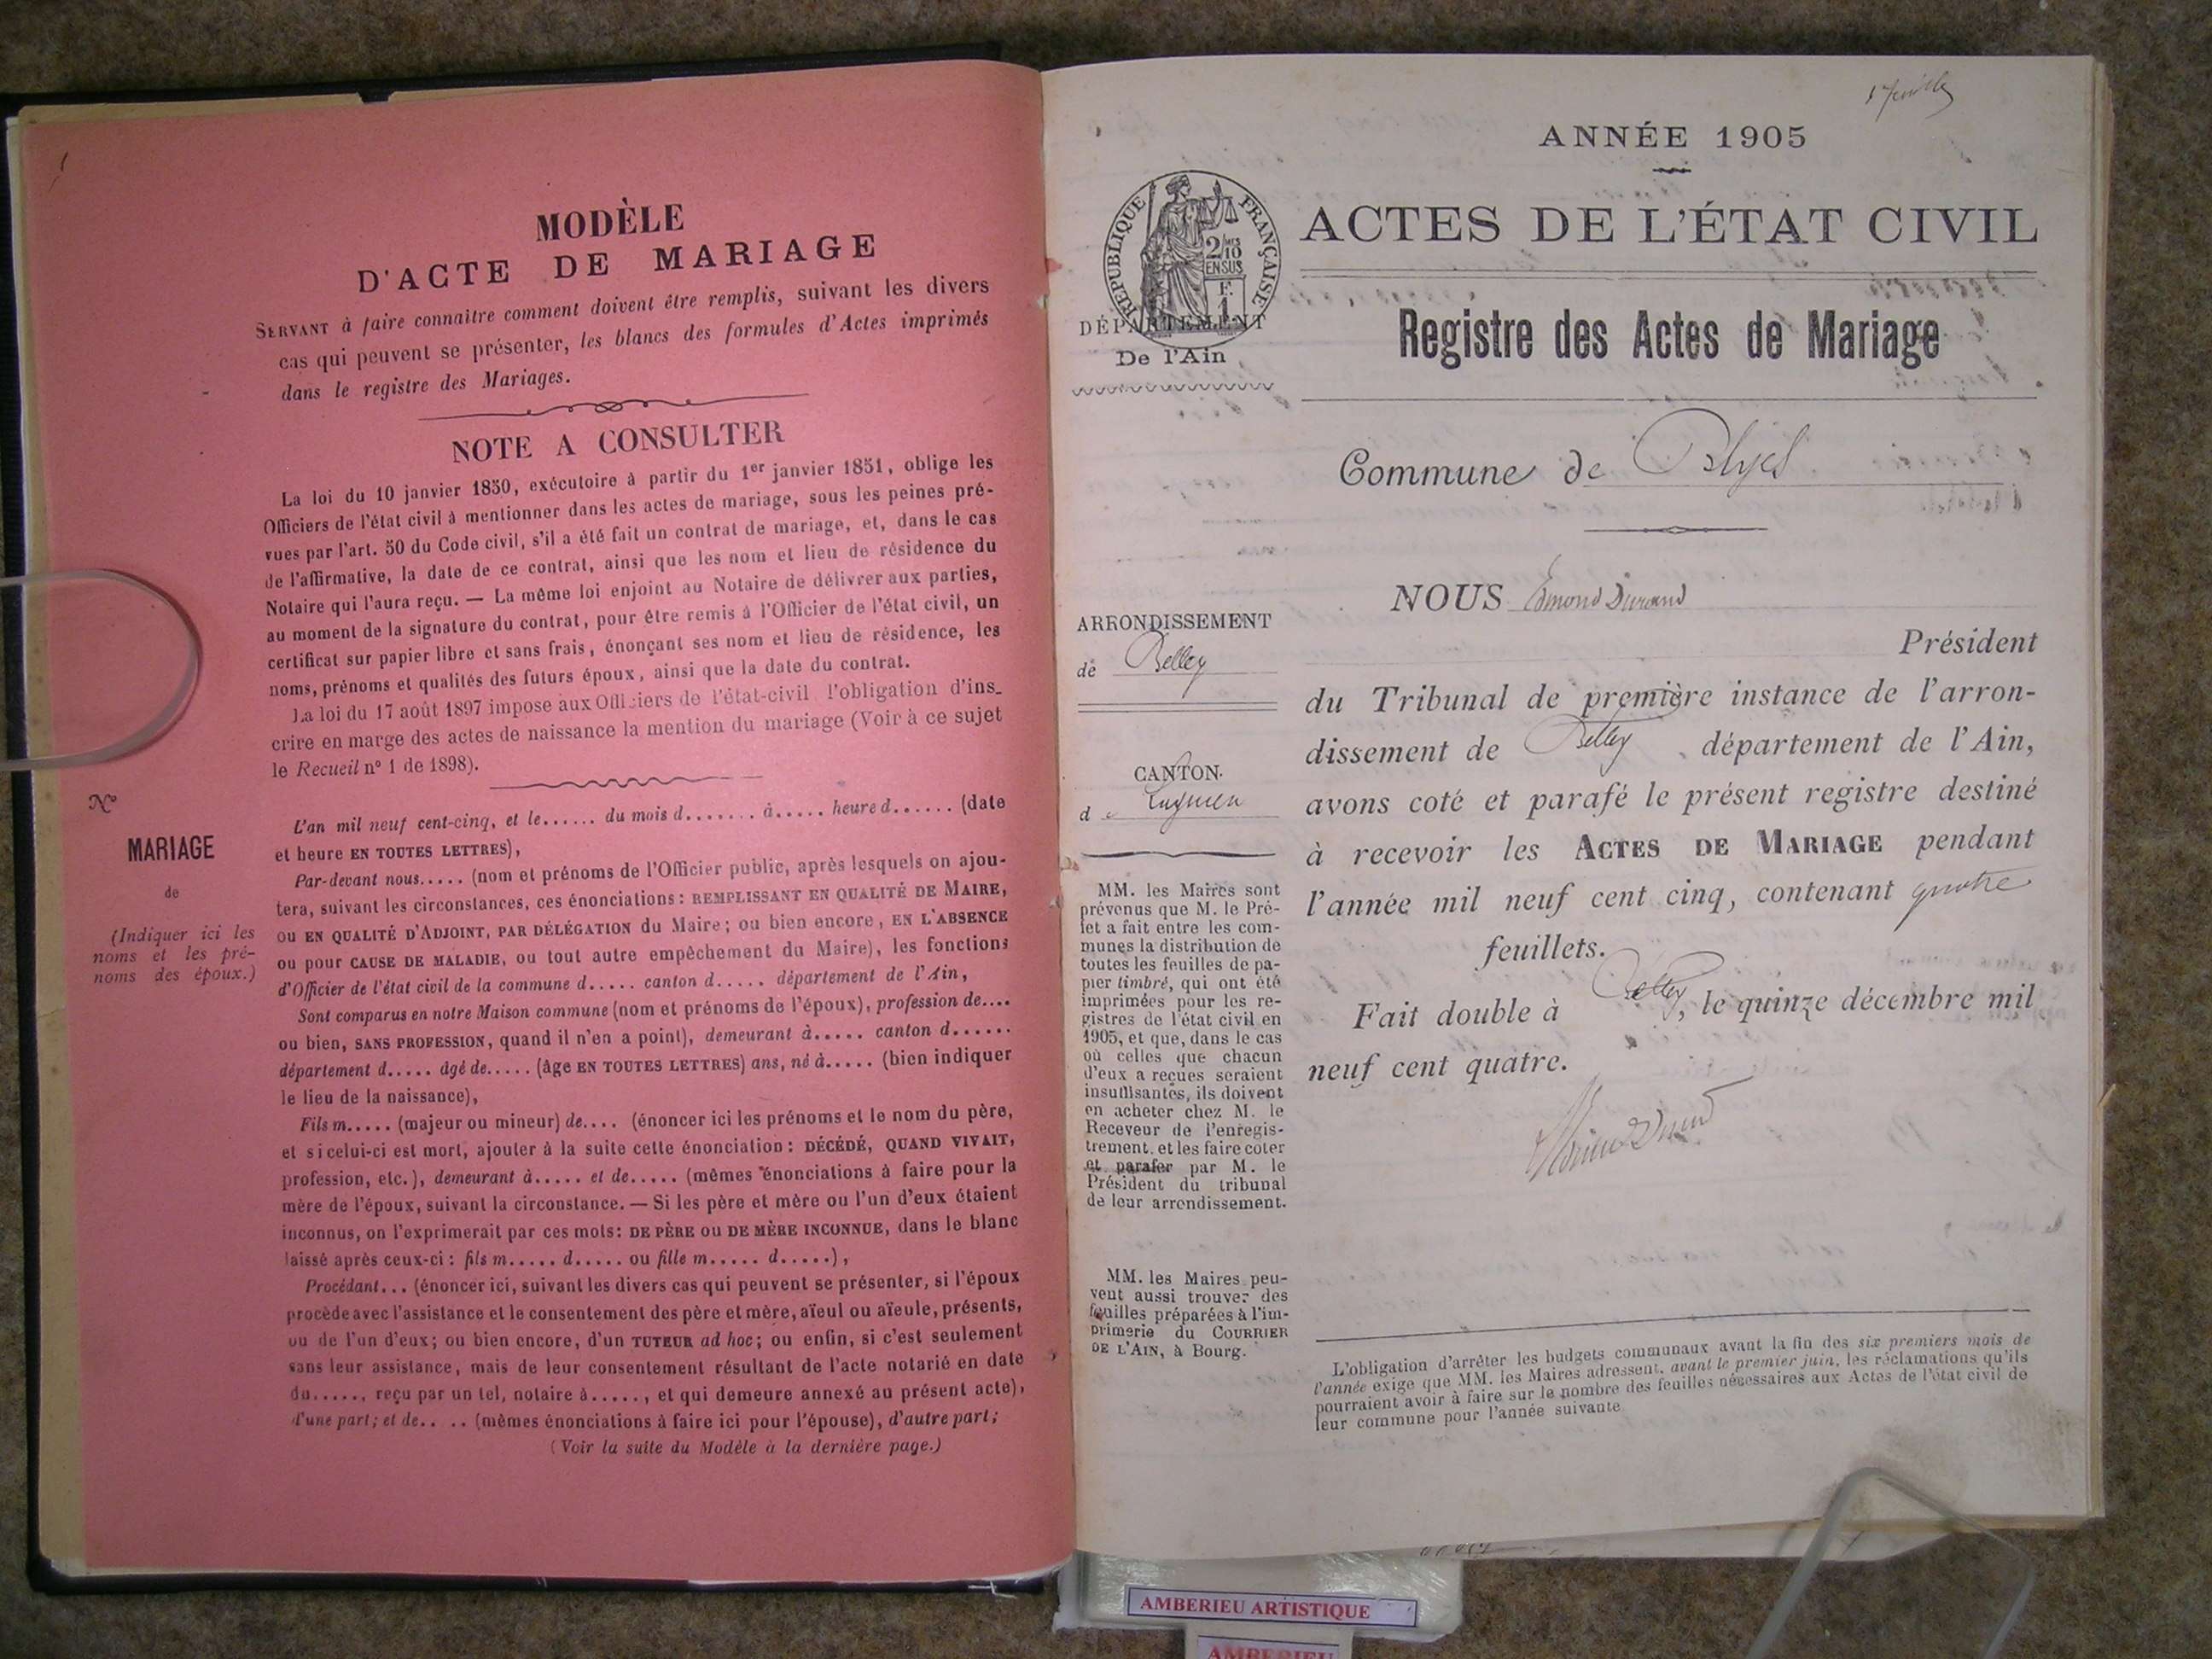 MODÈLE
D'ACTE DE MARIAGE
SERVANT à faire connaître comment doivent être remplis, suivant les divers
cas qui peuvent se présenter, les blancs des formules d'Actes imprimés
dans le registre des Mariages.
NOTE A CONSULTER
La loi du 10 janvier 1850, exécutoire à partir du 1er janvier 1851, oblige les
Officiers de l'état civil à mentionner dans les actes de mariage, sous les peines pré-
vues par l'art. 50 du Code civil, s'il a été fait un contrat de mariage, et, dans le cas
de l'affirmative, la date de ce contrat, ainsi que les nom et lieu de résidence du
Notaire qui l'aura reçu. — La même loi enjoint au Notaire de délivrer aux parties,
au moment de la signature du contrat, pour être remis à l'Officier de l'état civil, un
certificat sur papier libre et sans frais, énonçant ses nom et lieu de résidence, les
noms, prénoms et qualités des futurs époux, ainsi que la date du contrat.
La loi du 17 août 1897 impose aux Officiers de l'état-civil l'obligation d'ins-
crire en marge des actes de naissance la mention du mariage (Voir à ce sujet
le Recueil n° 1 de 1898).
N°
MARIAGE
de
(Indiquer ici les
noms et les pré-
noms des époux.)
L'an mil neuf cent-cinq, et le...... du mois d....... à..... heure d...... (date
et heure EN TOUTES LETTRES),
Par-devant nous..... (nom et prénoms de l'Officier public, après lesquels on ajou-
tera, suivant les circonstances, ces énonciations : REMPLISSANT EN QUALITÉ DE MAIRE,
ou EN QUALITÉ D'ADJOINT, PAR DÉLÉGATION du Maire ; ou bien encore, EN L'ABSENCE
ou pour CAUSE DE MALADIE, ou tout autre empêchement du Maire), les fonctions
d'Officier de l'état civil de la commune d..... canton d..... département de l'Ain,
Sont comparus en notre Maison commune (nom et prénoms de l'époux), profession de....
ou bien, SANS PROFESSION, quand il n'en a point), demeurant à..... canton d......
département d..... âgé de..... (âge EN TOUTES LETTRES) ans, né à..... (bien indiquer
le lieu de la naissance),
Fils m..... (majeur ou mineur) de.... (énoncer ici les prénoms et le nom du père,
et si celui-ci est mort, ajouter à la suite cette énonciation : DÉCÉDÉ, QUAND VIVAIT,
profession, etc.), demeurant à..... et de..... (mêmes énonciations à faire pour la
mère de l'époux, suivant la circonstance. — Si les père et mère ou l'un d'eux étaient
inconnus, on l'exprimerait par ces mots : DE PÈRE OU DE MÈRE INCONNUE, dans le blanc
laissé après ceux-ci : fils m..... d..... ou fille m..... d.....),
Procédant... (énoncer ici, suivant les divers cas qui peuvent se présenter, si l'époux
procède avec l'assistance et le consentement des père et mère, aïeul ou aïeule, présents,
ou de l'un d'eux ; ou bien encore, d'un TUTEUR ad hoc ; ou enfin, si c'est seulement
sans leur assistance, mais de leur consentement résultant de l'acte notarié en date
du....., reçu par un tel, notaire à....., et qui demeure annexé au présent acte),
d'une part ; et de.. .. (mêmes énonciations à faire ici pour l'épouse), d'autre part ;
(Voir la suite du Modèle à la dernière page.)
ANNÉE 1905
RÉPUBLIQUE FRANÇAISE
2/10
EN SUS
F.
1
DÉPARTEMENT
De l'Ain
ACTES DE L'ÉTAT CIVIL
Registre des Actes de Mariage
Commune de Blyes
ARRONDISSEMENT
de Belley
CANTON
de Lagnieu
MM. les Maires sont
prévenus que M. le Pré-
fet a fait entre les com-
munes la distribution de
toutes les feuilles de pa-
pier timbré, qui ont été
imprimées pour les re-
gistres de l'état civil en
1905, et que, dans le cas
où celles que chacun
d'eux a reçues seraient
insuffisantes, ils doivent
en acheter chez M. le
Receveur de l'enregis-
trement. et les faire coter
et parafer par M. le
Président du tribunal
de leur arrondissement.
MM. les Maires peu-
vent aussi trouver des
feuilles préparées à l'im-
primerie du COURRIER
DE L'AIN, à Bourg.
NOUS Edmond Durand
Président
du Tribunal de première instance de l'arron-
dissement de Belley, département de l'Ain,
avons coté et parafé le présent registre destiné
à recevoir les ACTES DE MARIAGE pendant
l'année mil neuf cent cinq, contenant quatre
feuillets.
Fait double à Belley, le quinze décembre mil
neuf cent quatre.
L'obligation d'arrêter les budgets communaux avant la fin des six premiers mois de
l'année exige que MM. les Maires adressent, avant le premier juin, les réclamations qu'ils
pourraient avoir à faire sur le nombre des feuilles nécessaires aux Actes de l'état civil de
leur commune pour l'année suivante
AMBERIEU ARTISTIQUE
AMBERIEU